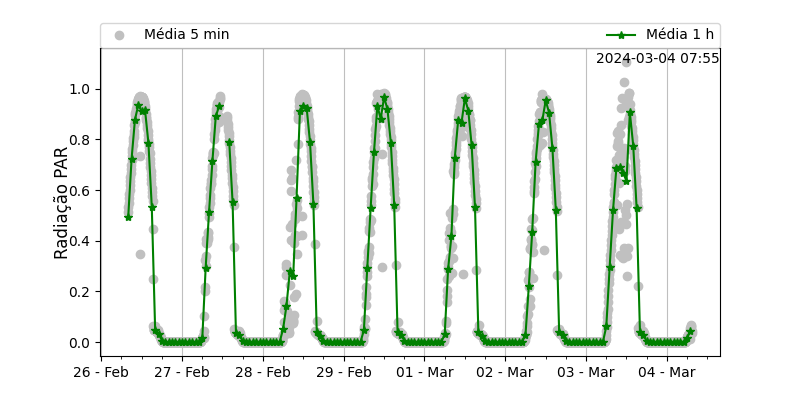 Média 5 min
Média 1 h
2024-03-04 07:55
Radiação PAR
1.0
0.8
0.6
0.4
0.2
0.0
26 - Feb
27 - Feb
28 - Feb
29 - Feb
01 - Mar
02 - Mar
03 - Mar
04 - Mar